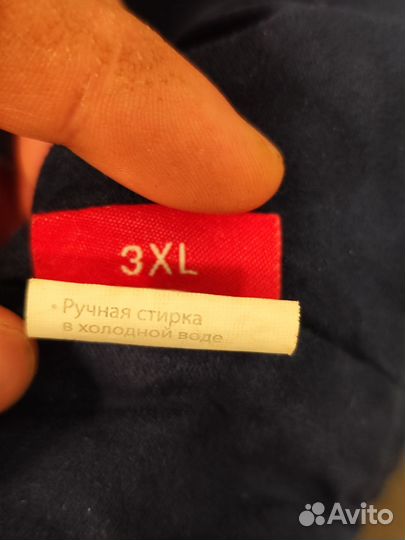 3XL
• Ручная стирка
в холодной воде
Avito